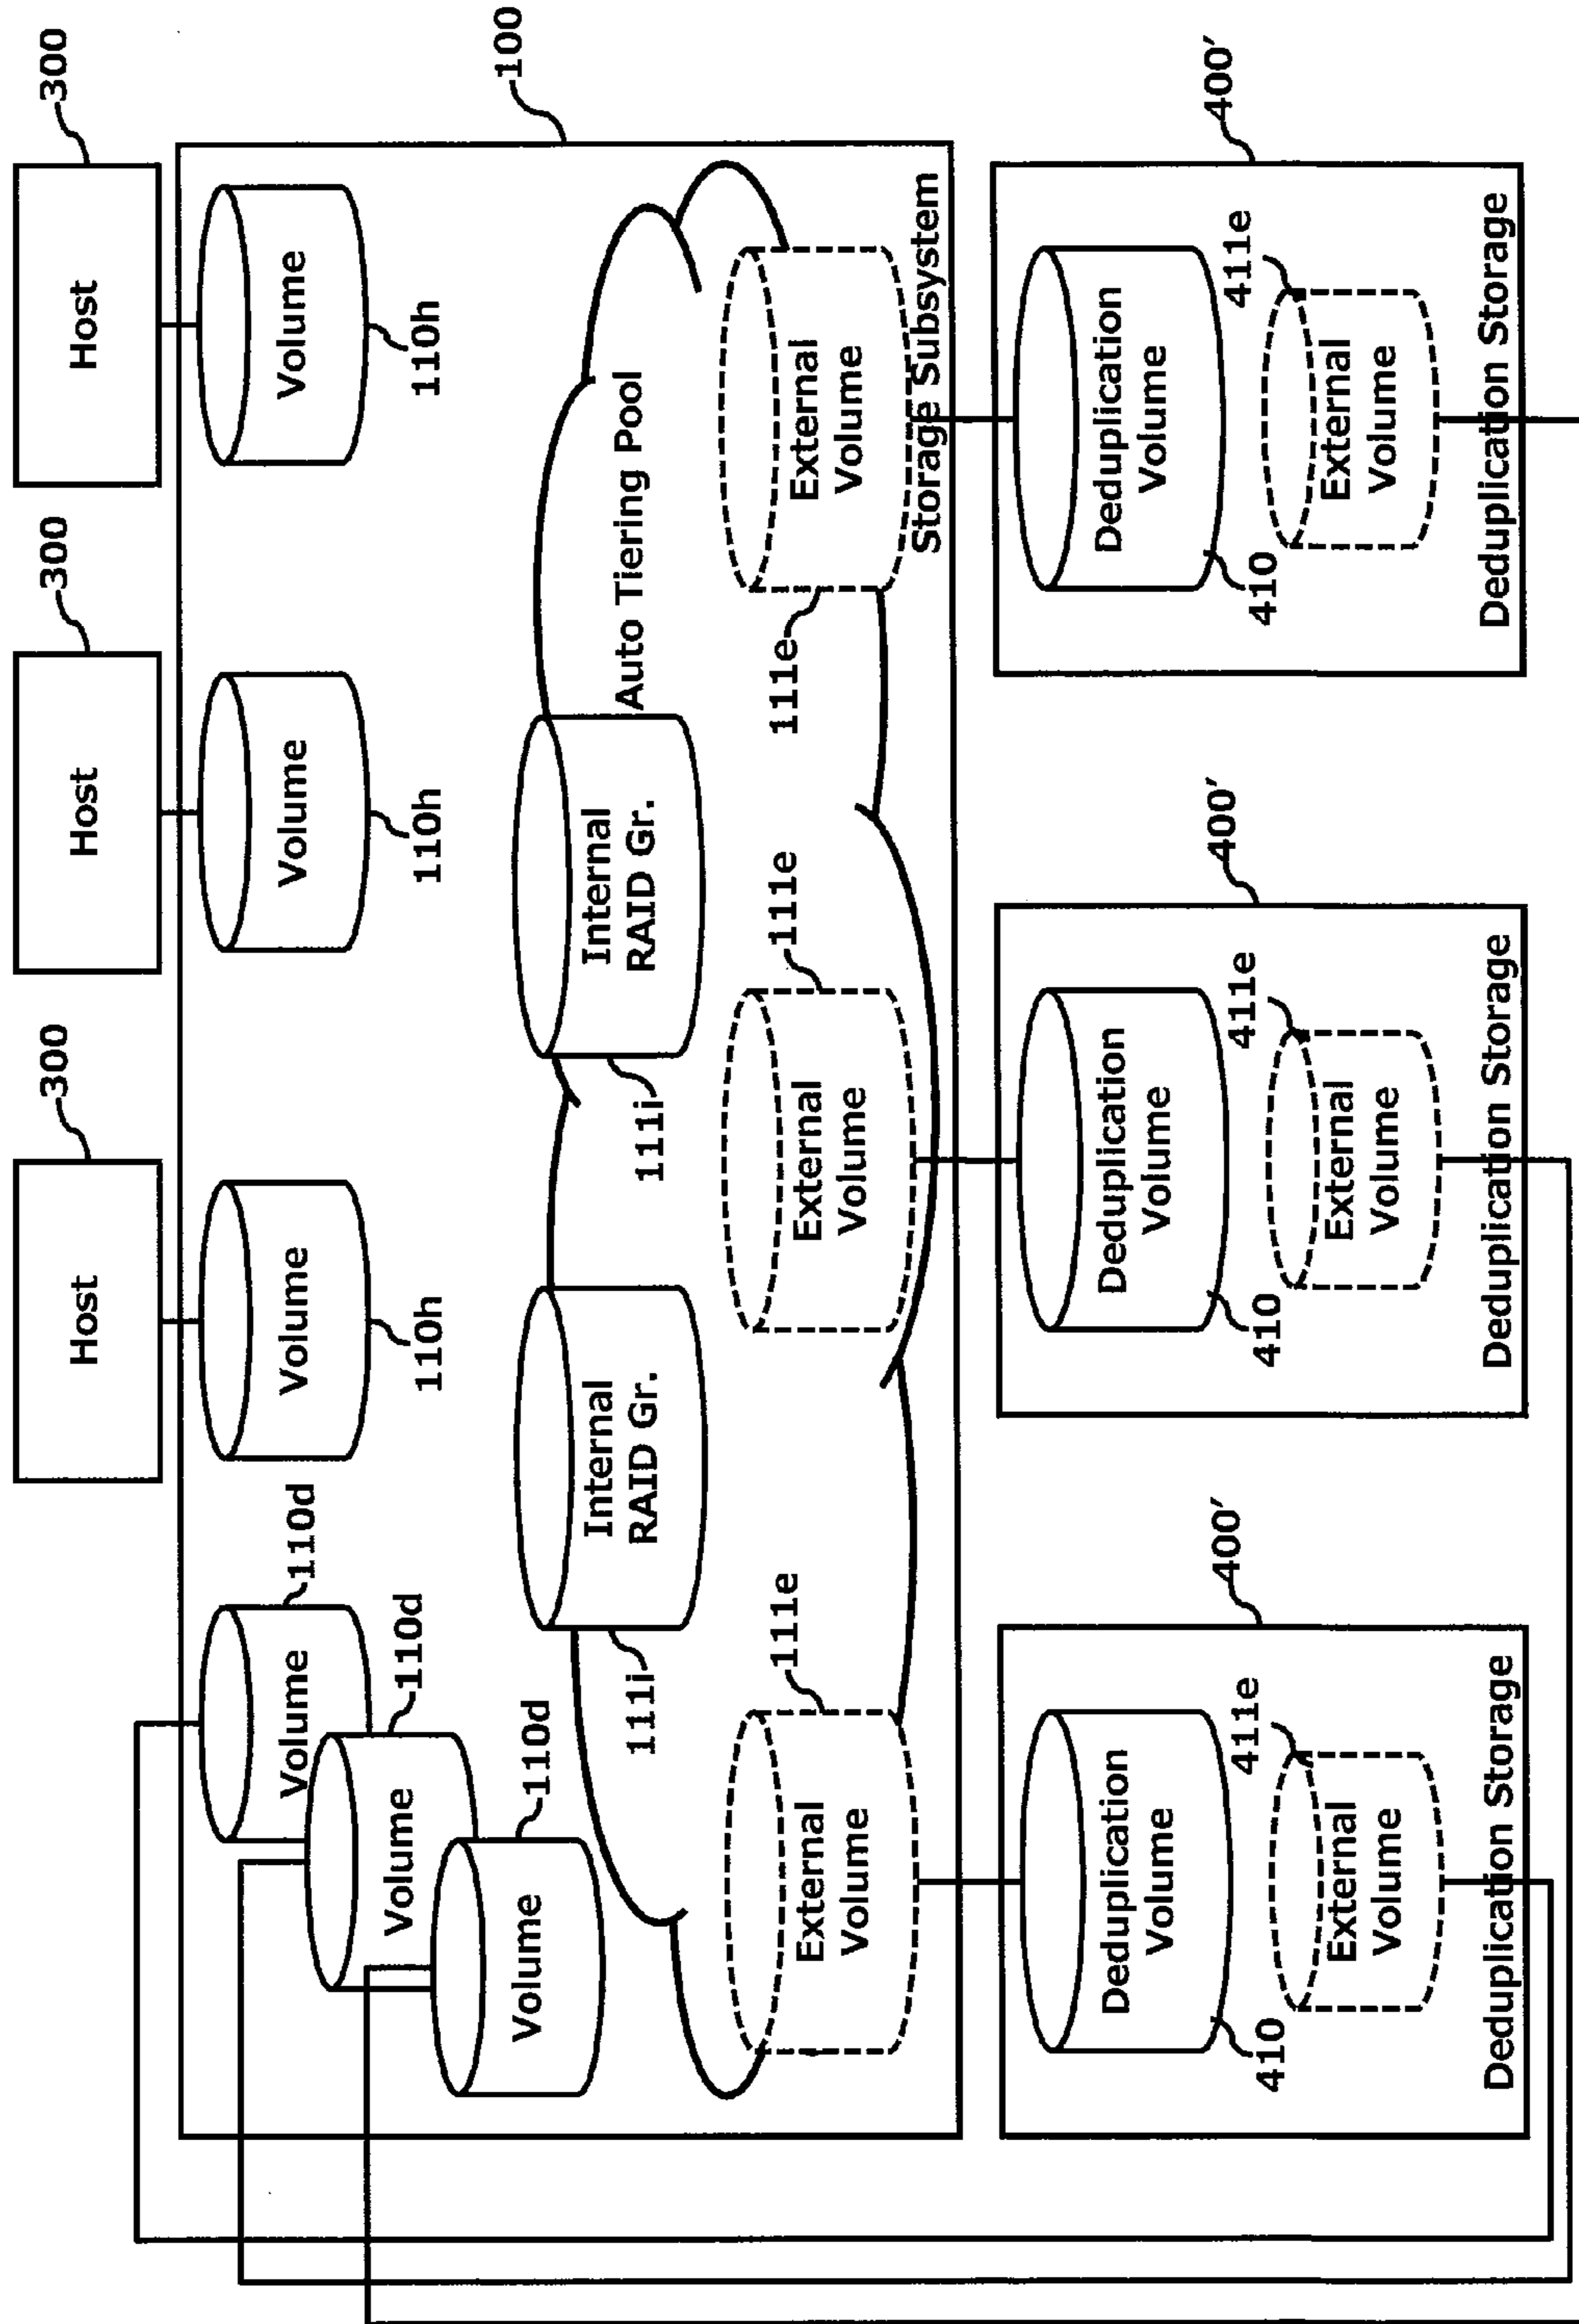 300
300
300
Host
Host
Host
Volume
110d
Volume
Volume
Volume
Volume
110d
110h
110h
110h
100
Volume
110d
Internal
RAID Gr.
Internal
RAID Gr.
Auto Tiering Pool
111i
111i
111e
111e
111e
External
Volume
External
Volume
External
Volume
Storage Subsystem
400'
400'
400'
Deduplication
Volume
Deduplication
Volume
Deduplication
Volume
410
411e
410
411e
410
411e
External
Volume
External
Volume
External
Volume
Deduplication Storage
Deduplication Storage
Deduplication Storage